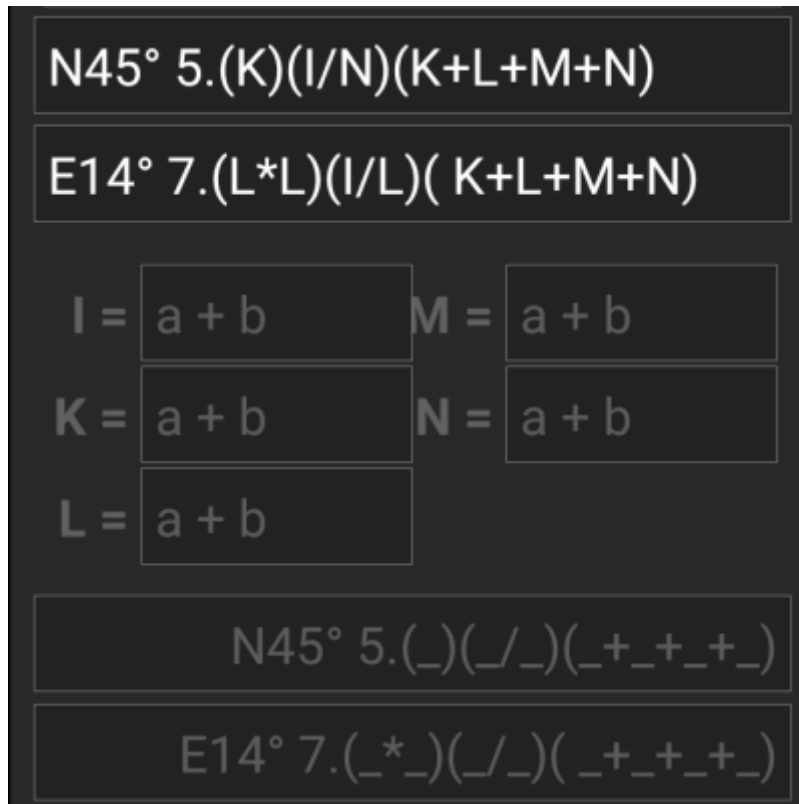 N45° 5.(K)(I/N)(K+L+M+N)
E14° 7.(L*L)(I/L)( K+L+M+N)
I = a + b M = a + b
K = a + b N = a + b
L = a + b
N45° 5.(_)(_/_)(_+_+_+_)
E14° 7.(_*_)(_/_)( _+_+_+_)